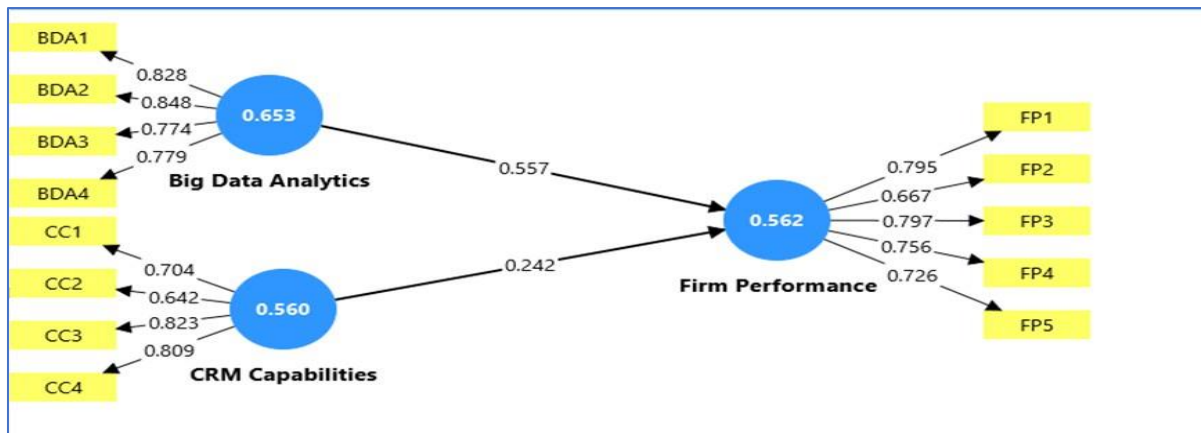 BDA1
0.828
BDA2
0.848
BDA3
0.774
BDA4
0.779
0.653
Big Data Analytics
CC1
0.704
CC2
0.642
CC3
0.823
CC4
0.809
0.560
CRM Capabilities
0.557
0.242
0.562
Firm Performance
FP1
0.795
FP2
0.667
FP3
0.797
FP4
0.756
FP5
0.726